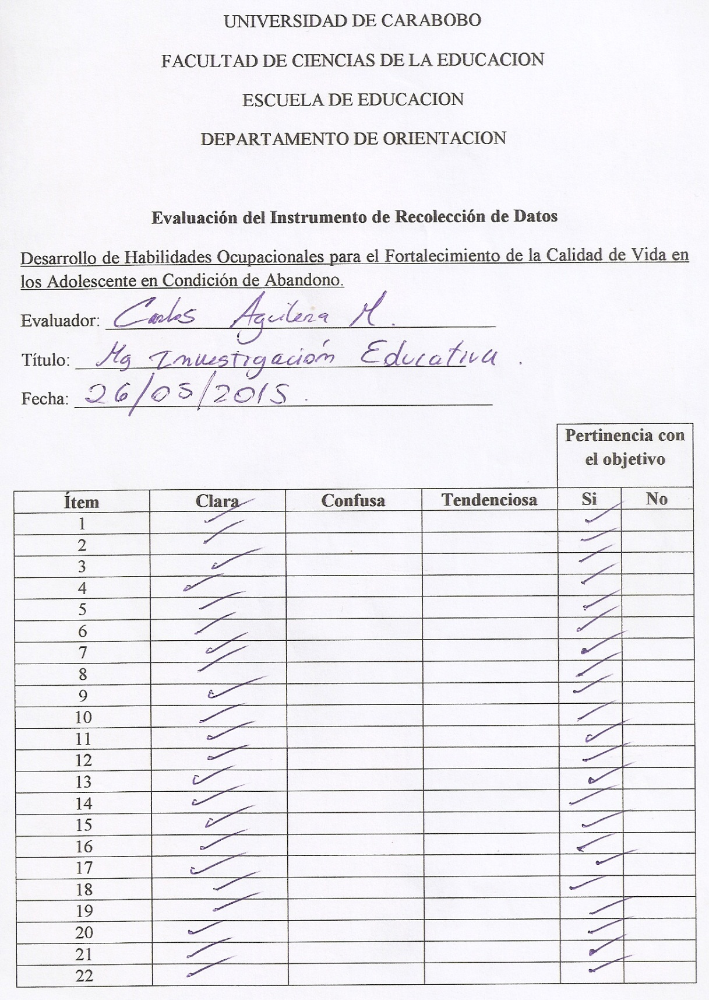 UNIVERSIDAD DE CARABOBO
FACULTAD DE CIENCIAS DE LA EDUCACION
ESCUELA DE EDUCACION
DEPARTAMENTO DE ORIENTACION
Evaluación del Instrumento de Recolección de Datos
Desarrollo de Habilidades Ocupacionales para el Fortalecimiento de la Calidad de Vida en
los Adolescente en Condición de Abandono.
Evaluador: Carlos Aguilera M.
Título: Mg Investigación Educativa.
Fecha: 26/05/2015.
Pertinencia con
el objetivo
Ítem Clara Confusa Tendenciosa Si No
1 ✓ ✓
2 ✓ ✓
3 ✓ ✓
4 ✓ ✓
5 ✓ ✓
6 ✓ ✓
7 ✓ ✓
8 ✓ ✓
9 ✓ ✓
10 ✓ ✓
11 ✓ ✓
12 ✓ ✓
13 ✓ ✓
14 ✓ ✓
15 ✓ ✓
16 ✓ ✓
17 ✓ ✓
18 ✓ ✓
19 ✓ ✓
20 ✓ ✓
21 ✓ ✓
22 ✓ ✓